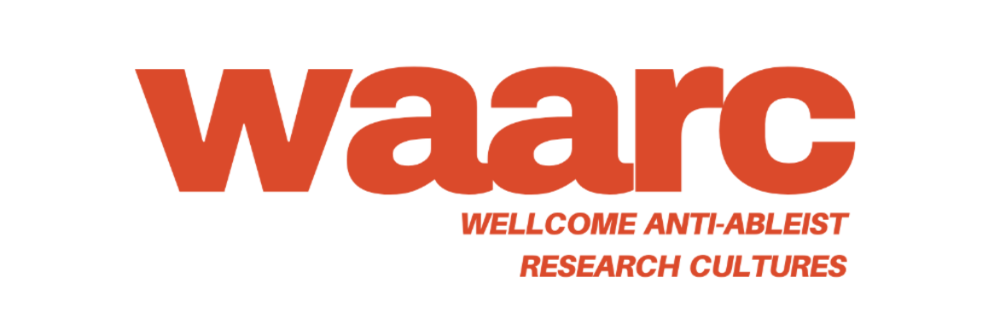 waarc
WELLCOME ANTI-ABLEIST
RESEARCH CULTURES